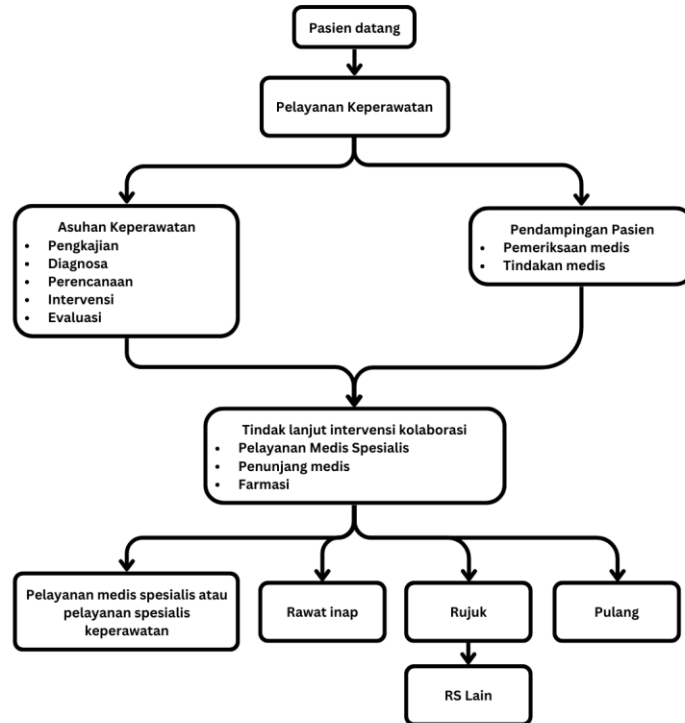 Pasien datang
Pelayanan Keperawatan
Asuhan Keperawatan
• Pengkajian
• Diagnosa
• Perencanaan
• Intervensi
• Evaluasi
Pendampingan Pasien
• Pemeriksaan medis
• Tindakan medis
Tindak lanjut intervensi kolaborasi
• Pelayanan Medis Spesialis
• Penunjang medis
• Farmasi
Pelayanan medis spesialis atau
pelayanan spesialis
keperawatan
Rawat inap
Rujuk
Pulang
RS Lain